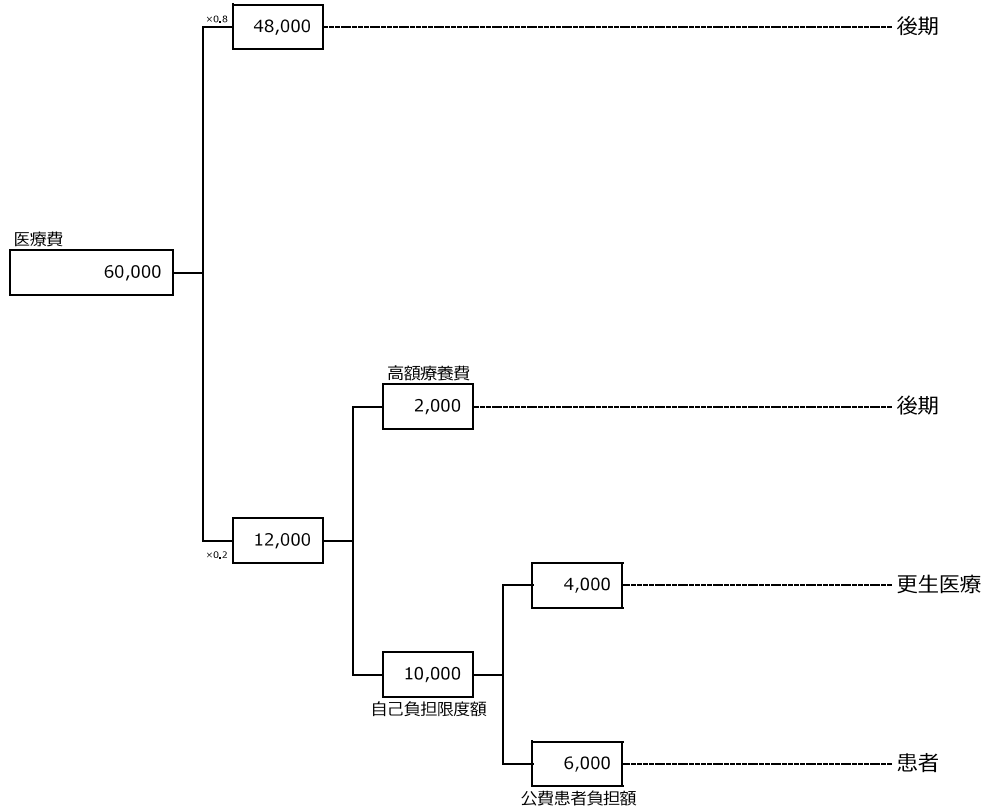 ×0.8
48,000
後期
医療費
60,000
高額療養費
2,000
後期
12,000
×0.2
4,000
更生医療
10,000
自己負担限度額
6,000
患者
公費患者負担額